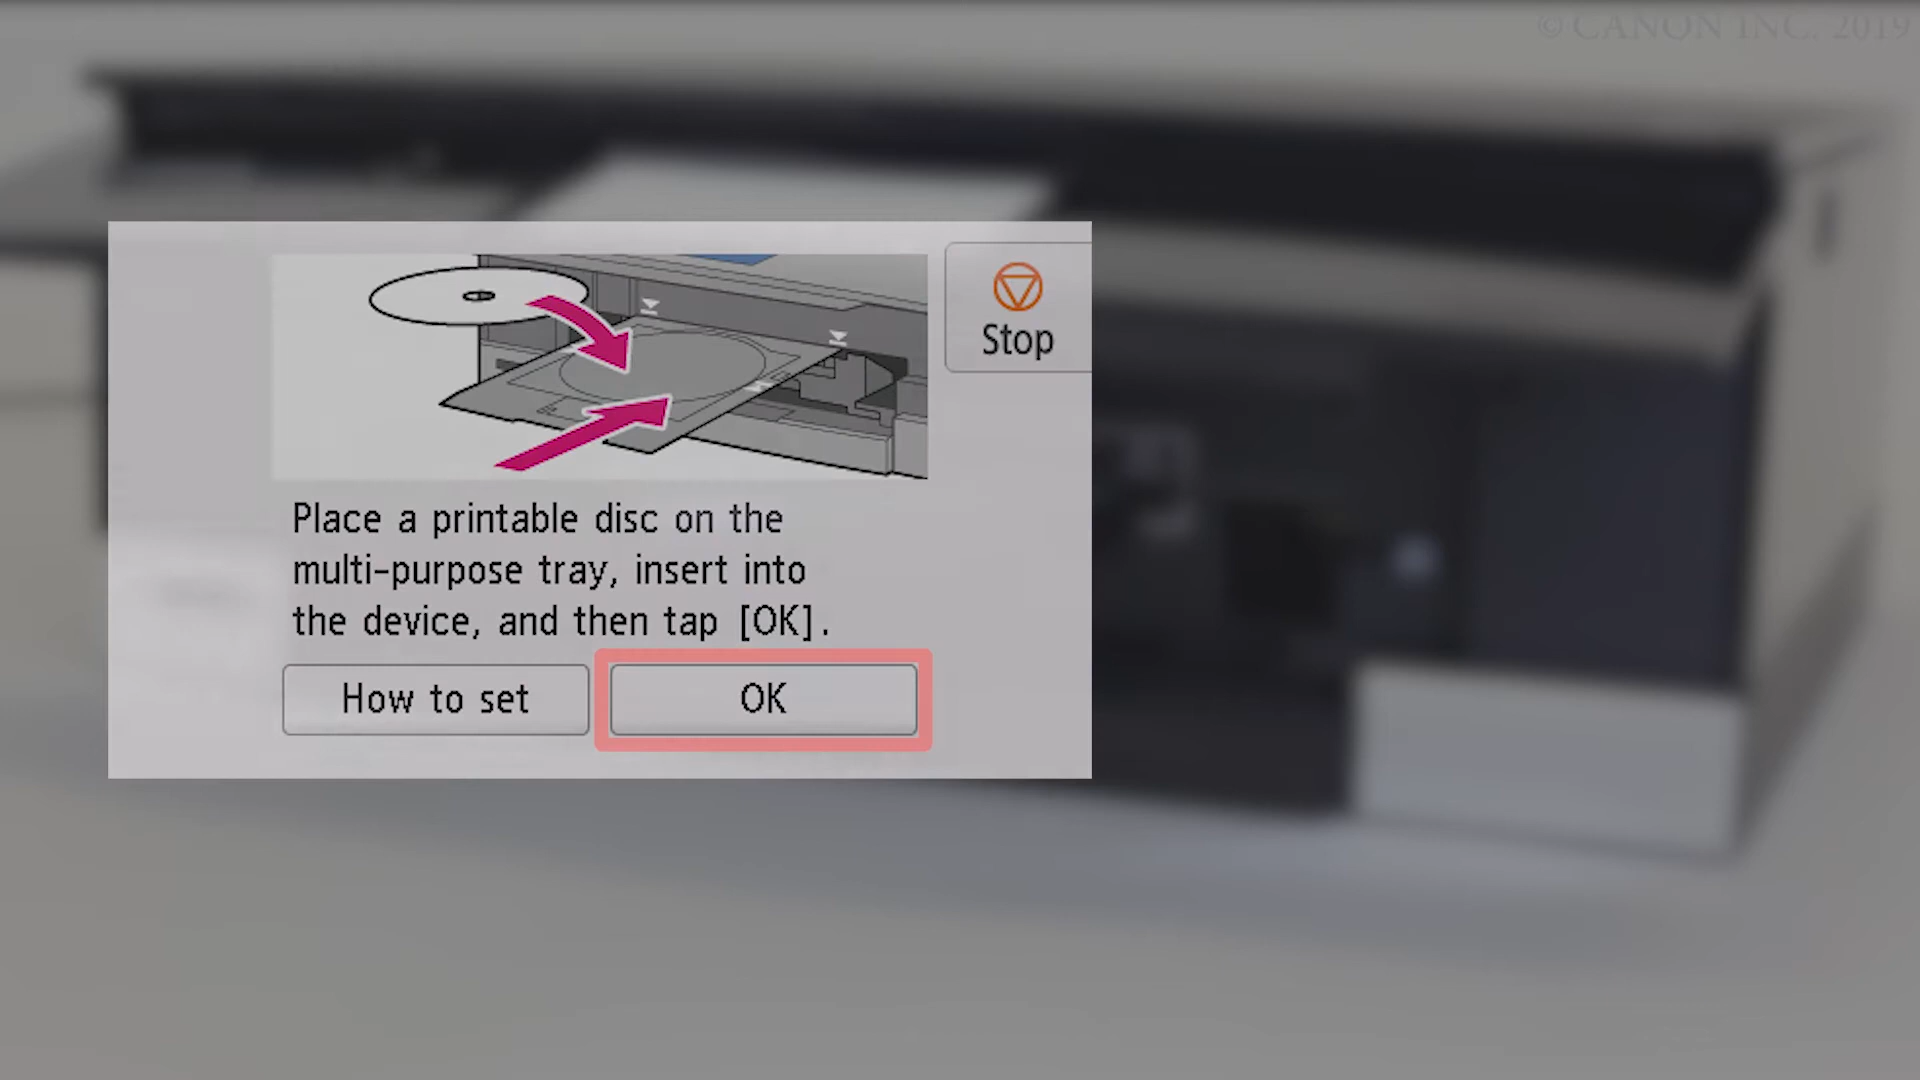 © CANON INC. 2019
Stop
Place a printable disc on the
multi-purpose tray, insert into
the device, and then tap [OK].
How to set
OK